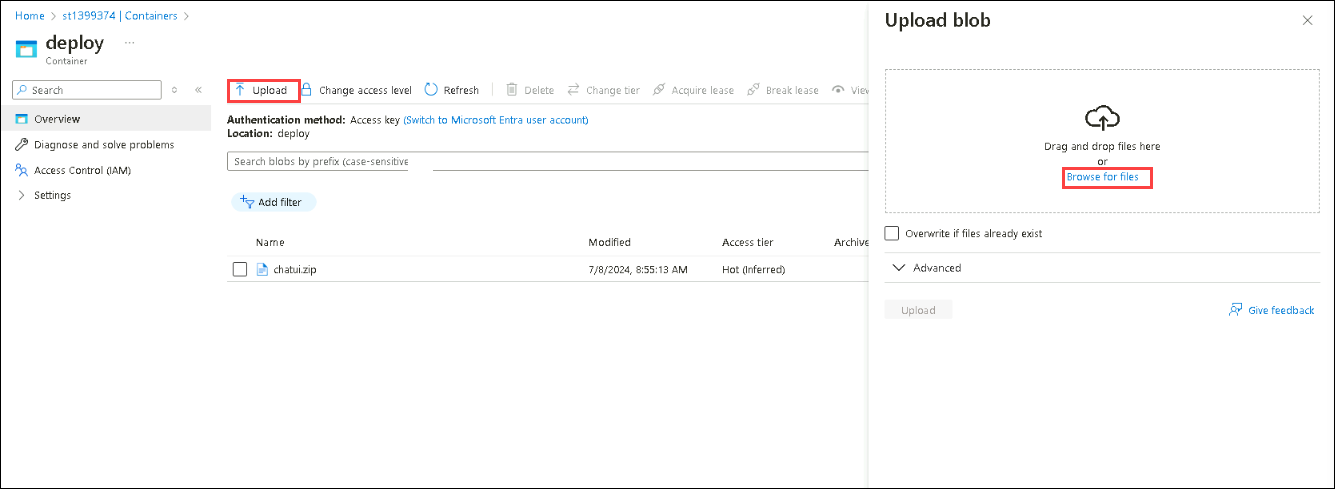 Home > st1399374 | Containers >
deploy ...
Container
Search
Overview
Diagnose and solve problems
Access Control (IAM)
Settings
Upload Change access level Refresh Delete Change tier Acquire lease Break lease View
Authentication method: Access key (Switch to Microsoft Entra user account)
Location: deploy
Search blobs by prefix (case-sensitive
Add filter
Name Modified Access tier Archive
chatui.zip 7/8/2024, 8:55:13 AM Hot (Inferred)
Upload blob
Drag and drop files here
or
Browse for files
Overwrite if files already exist
Advanced
Upload Give feedback